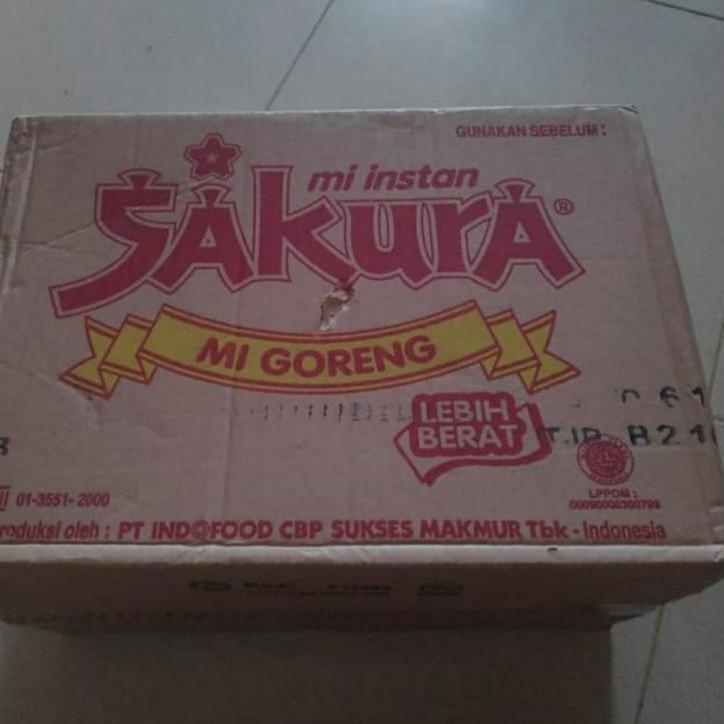 GUNAKAN SEBELUM :
mi instan
SAkurA®
MI GORENG
LEBIH
BERAT
01-3551-2000
LPPOM :
00090000300799
roduksi oleh : PT INDOFOOD CBP SUKSES MAKMUR Tbk - Indonesia